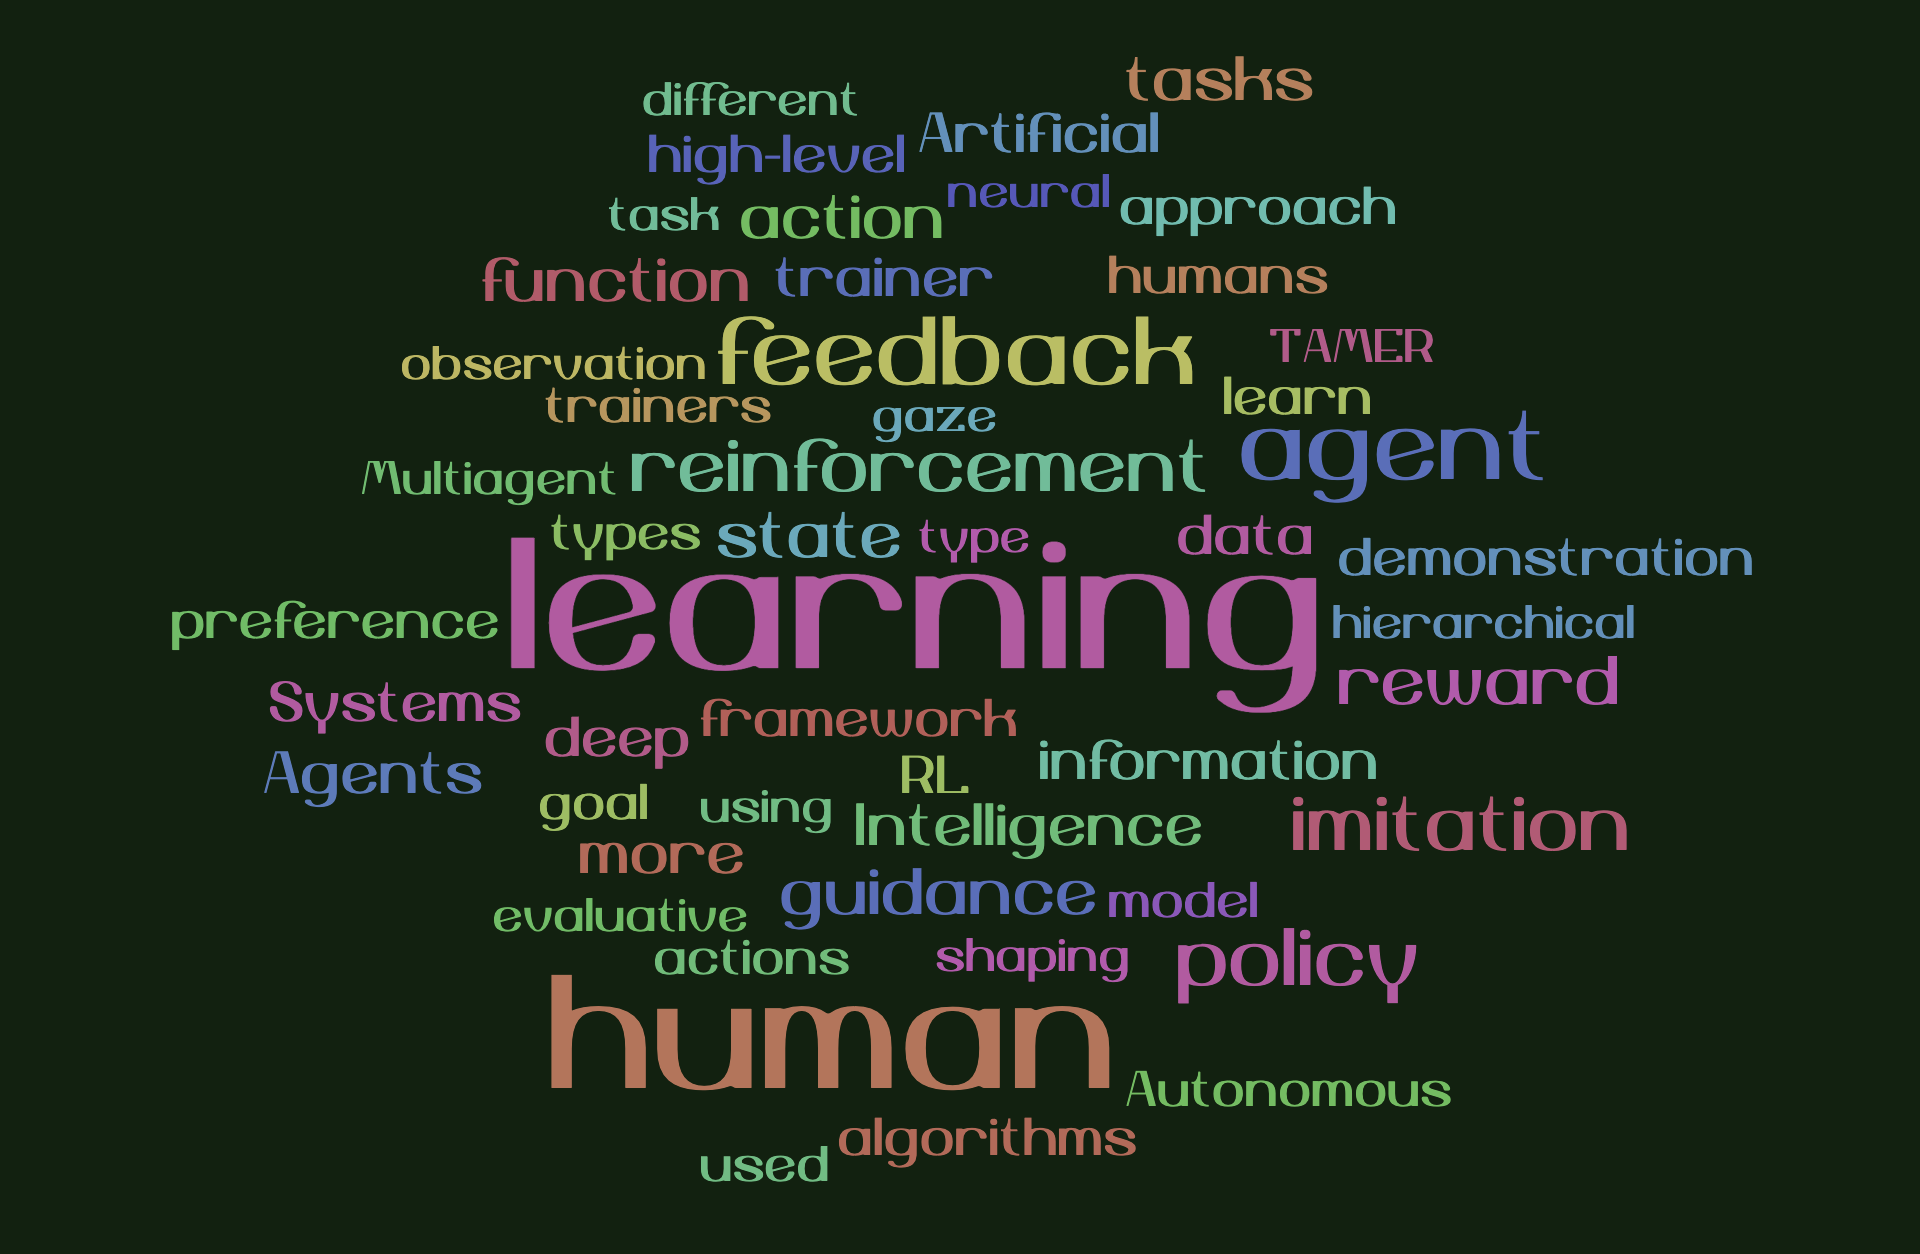 tasks
different
Artificial
high-level
neural
task action approach
function trainer humans
feedback
TAMER
observation
learn
trainers gaze
agent
reinforcement
Multiagent
types state type data
demonstration
learning
preference hierarchical
reward
Systems
framework
deep
information
Agents RL
goal using
Intelligence imitation
more
guidance model
evaluative
actions shaping policy
human
Autonomous
algorithms
used